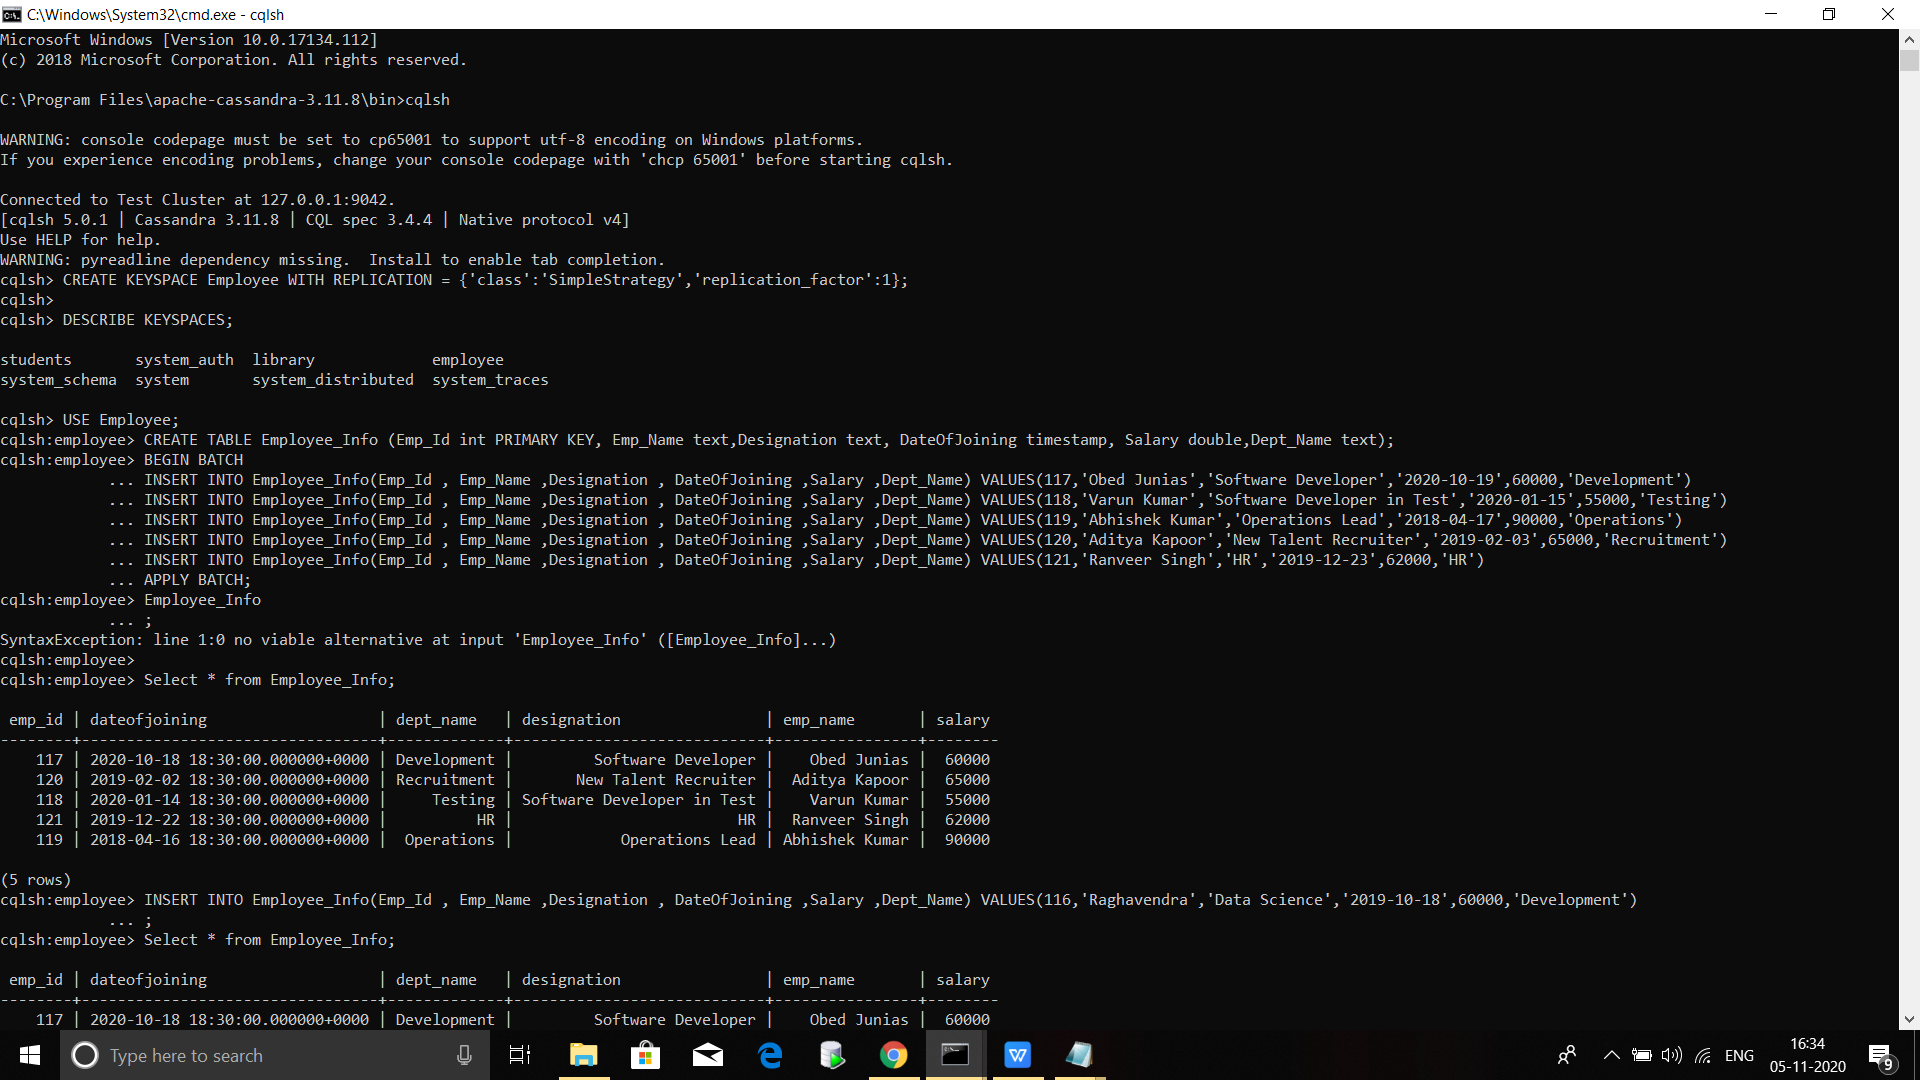 C:\Windows\System32\cmd.exe - cqlsh
Microsoft Windows [Version 10.0.17134.112]
(c) 2018 Microsoft Corporation. All rights reserved.
C:\Program Files\apache-cassandra-3.11.8\bin>cqlsh
WARNING: console codepage must be set to cp65001 to support utf-8 encoding on Windows platforms.
If you experience encoding problems, change your console codepage with 'chcp 65001' before starting cqlsh.
Connected to Test Cluster at 127.0.0.1:9042.
[cqlsh 5.0.1 | Cassandra 3.11.8 | CQL spec 3.4.4 | Native protocol v4]
Use HELP for help.
WARNING: pyreadline dependency missing.  Install to enable tab completion.
cqlsh> CREATE KEYSPACE Employee WITH REPLICATION = {'class':'SimpleStrategy','replication_factor':1};
cqlsh>
cqlsh> DESCRIBE KEYSPACES;
students       system_auth  library             employee
system_schema  system       system_distributed  system_traces
cqlsh> USE Employee;
cqlsh:employee> CREATE TABLE Employee_Info (Emp_Id int PRIMARY KEY, Emp_Name text,Designation text, DateOfJoining timestamp, Salary double,Dept_Name text);
cqlsh:employee> BEGIN BATCH
            ... INSERT INTO Employee_Info(Emp_Id , Emp_Name ,Designation , DateOfJoining ,Salary ,Dept_Name) VALUES(117,'Obed Junias','Software Developer','2020-10-19',60000,'Development')
            ... INSERT INTO Employee_Info(Emp_Id , Emp_Name ,Designation , DateOfJoining ,Salary ,Dept_Name) VALUES(118,'Varun Kumar','Software Developer in Test','2020-01-15',55000,'Testing')
            ... INSERT INTO Employee_Info(Emp_Id , Emp_Name ,Designation , DateOfJoining ,Salary ,Dept_Name) VALUES(119,'Abhishek Kumar','Operations Lead','2018-04-17',90000,'Operations')
            ... INSERT INTO Employee_Info(Emp_Id , Emp_Name ,Designation , DateOfJoining ,Salary ,Dept_Name) VALUES(120,'Aditya Kapoor','New Talent Recruiter','2019-02-03',65000,'Recruitment')
            ... INSERT INTO Employee_Info(Emp_Id , Emp_Name ,Designation , DateOfJoining ,Salary ,Dept_Name) VALUES(121,'Ranveer Singh','HR','2019-12-23',62000,'HR')
            ... APPLY BATCH;
cqlsh:employee> Employee_Info
            ... ;
SyntaxException: line 1:0 no viable alternative at input 'Employee_Info' ([Employee_Info]...)
cqlsh:employee>
cqlsh:employee> Select * from Employee_Info;
 emp_id | dateofjoining                   | dept_name   | designation                | emp_name       | salary
--------+---------------------------------+-------------+----------------------------+----------------+--------
    117 | 2020-10-18 18:30:00.000000+0000 | Development |         Software Developer |    Obed Junias |  60000
    120 | 2019-02-02 18:30:00.000000+0000 | Recruitment |       New Talent Recruiter |  Aditya Kapoor |  65000
    118 | 2020-01-14 18:30:00.000000+0000 |     Testing | Software Developer in Test |    Varun Kumar |  55000
    121 | 2019-12-22 18:30:00.000000+0000 |          HR |                         HR |  Ranveer Singh |  62000
    119 | 2018-04-16 18:30:00.000000+0000 |  Operations |            Operations Lead | Abhishek Kumar |  90000
(5 rows)
cqlsh:employee> INSERT INTO Employee_Info(Emp_Id , Emp_Name ,Designation , DateOfJoining ,Salary ,Dept_Name) VALUES(116,'Raghavendra','Data Science','2019-10-18',60000,'Development')
            ... ;
cqlsh:employee> Select * from Employee_Info;
 emp_id | dateofjoining                   | dept_name   | designation                | emp_name       | salary
--------+---------------------------------+-------------+----------------------------+----------------+--------
    117 | 2020-10-18 18:30:00.000000+0000 | Development |         Software Developer |    Obed Junias |  60000
Type here to search
ENG
16:34
05-11-2020
9